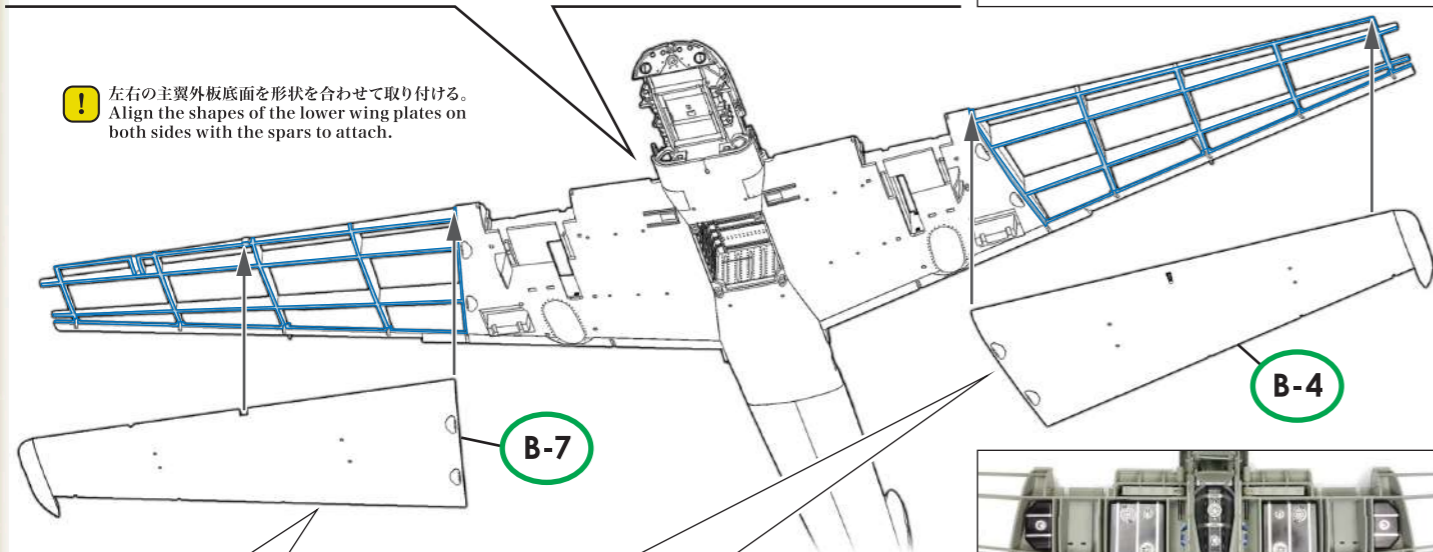 !
左右の主翼外板底面を形状を合わせて取り付ける。
Align the shapes of the lower wing plates on
both sides with the spars to attach.
B-4
B-7